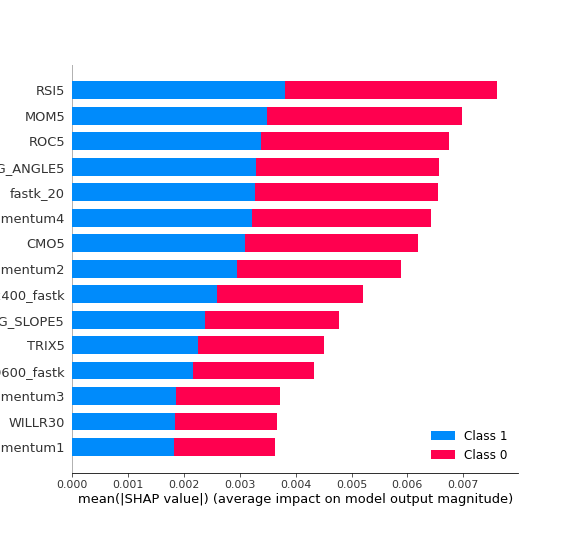 RSI5
MOM5
ROC5
G_ANGLE5
fastk_20
mentum4
CMO5
mentum2
400_fastk
G_SLOPE5
TRIX5
600_fastk
mentum3
WILLR30
mentum1
Class 1
Class 0
0.000 0.001 0.002 0.003 0.004 0.005 0.006 0.007
mean(|SHAP value|) (average impact on model output magnitude)